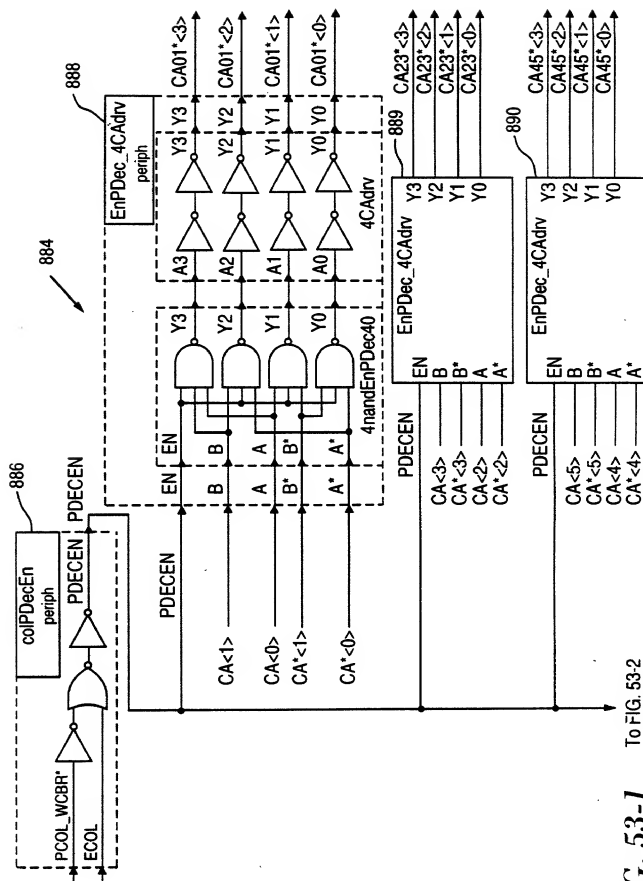 884
886
colPDecEn
periph
PCOL_WCBR*
ECOL
PDECEN
PDECEN
888
EnPDec_4CAdrv
periph
PDECEN
CA<1>
CA<0>
CA*<1>
CA*<0>
EN
B
A
B*
A*
EN
B
A
B*
A*
4nandEnPDec40
Y3
Y2
Y1
Y0
A3
A2
A1
A0
4CAdrv
Y3
Y2
Y1
Y0
Y3
Y2
Y1
Y0
CA01*<3>
CA01*<2>
CA01*<1>
CA01*<0>
889
EnPDec_4CAdrv
PDECEN
CA<3>
CA*<3>
CA<2>
CA*<2>
EN
B
B*
A
A*
Y3
Y2
Y1
Y0
CA23*<3>
CA23*<2>
CA23*<1>
CA23*<0>
890
EnPDec_4CAdrv
PDECEN
CA<5>
CA*<5>
CA<4>
CA*<4>
EN
B
B*
A
A*
Y3
Y2
Y1
Y0
CA45*<3>
CA45*<2>
CA45*<1>
CA45*<0>
To FIG. 53-2
G. 53-1